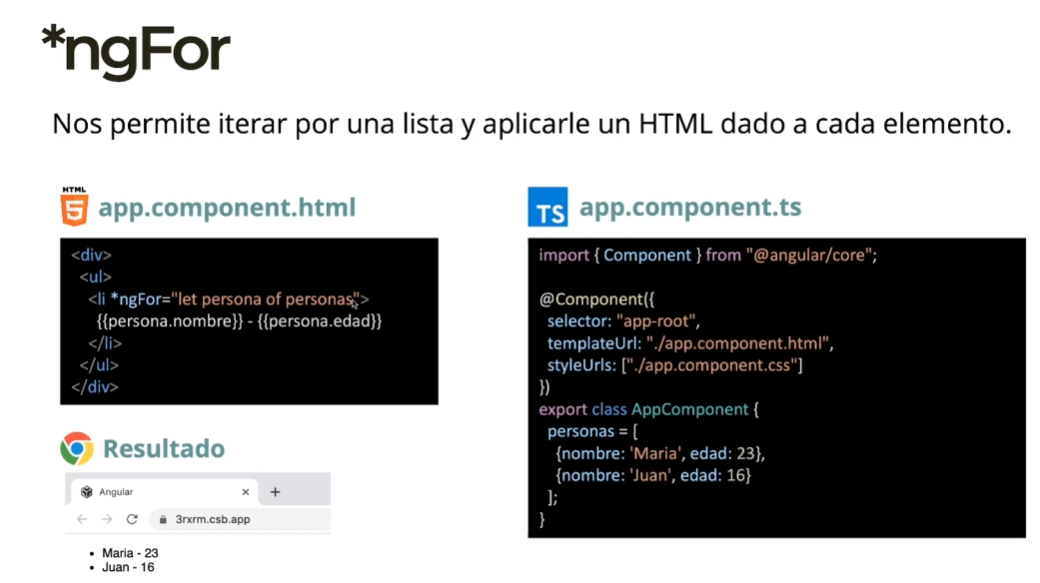 *ngFor
Nos permite iterar por una lista y aplicarle un HTML dado a cada elemento.
HTML
5
app.component.html
<div>
<ul>
<li *ngFor="let persona of personas">
{{persona.nombre}} - {{persona.edad}}
</li>
</ul>
</div>
Resultado
Angular
3rxrm.csb.app
• Maria - 23
• Juan - 16
TS
app.component.ts
import { Component } from "@angular/core";
@Component({
selector: "app-root",
templateUrl: "./app.component.html",
styleUrls: ["./app.component.css"]
})
export class AppComponent {
personas = [
{nombre: 'Maria', edad: 23},
{nombre: 'Juan', edad: 16}
];
}